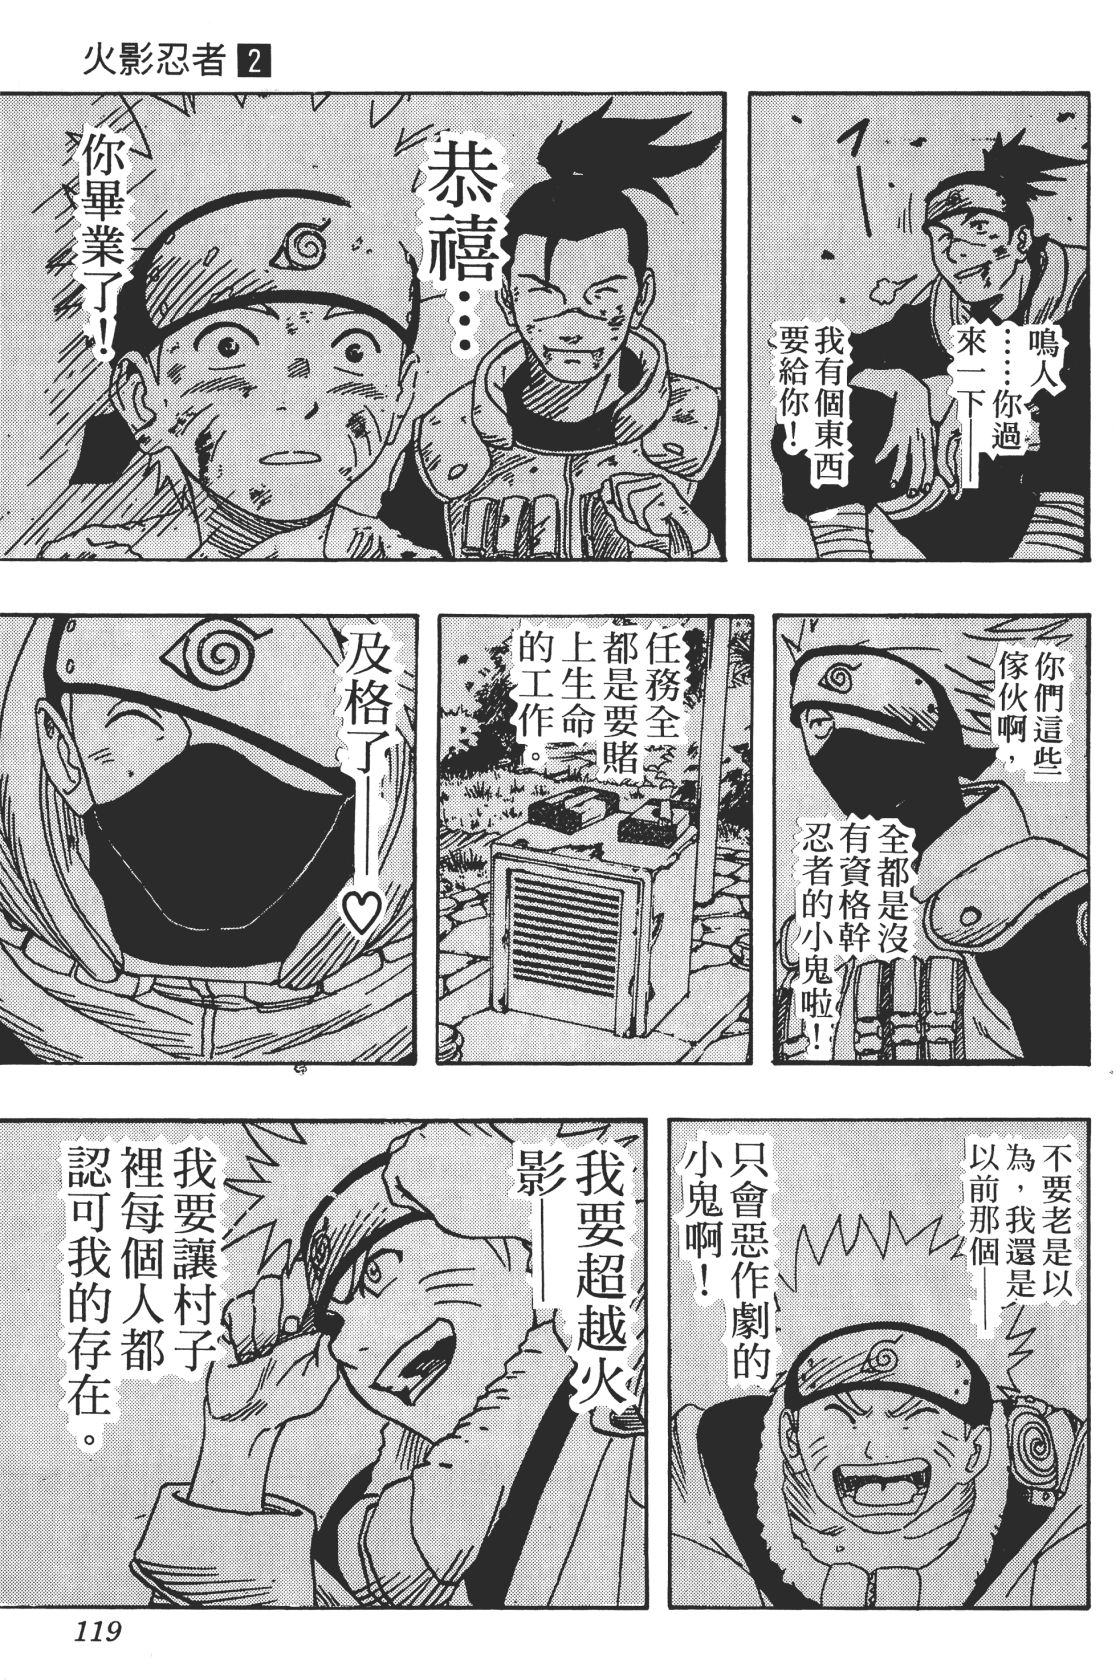 火影忍者2
鳴人
……你過
來一下——
我有個東西
要給你！
恭禧…
你畢業了！
你們這些
傢伙啊，
全都是沒
有資格幹
忍者的小鬼啦！
任務全
都是要賭
上生命
的工作。
及格了——♡
不要老是以
為，我還是
以前那個——
只會惡作劇的
小鬼啊！
我要超越火
影——
我要讓村子
裡每個人都
認可我的存在。
119